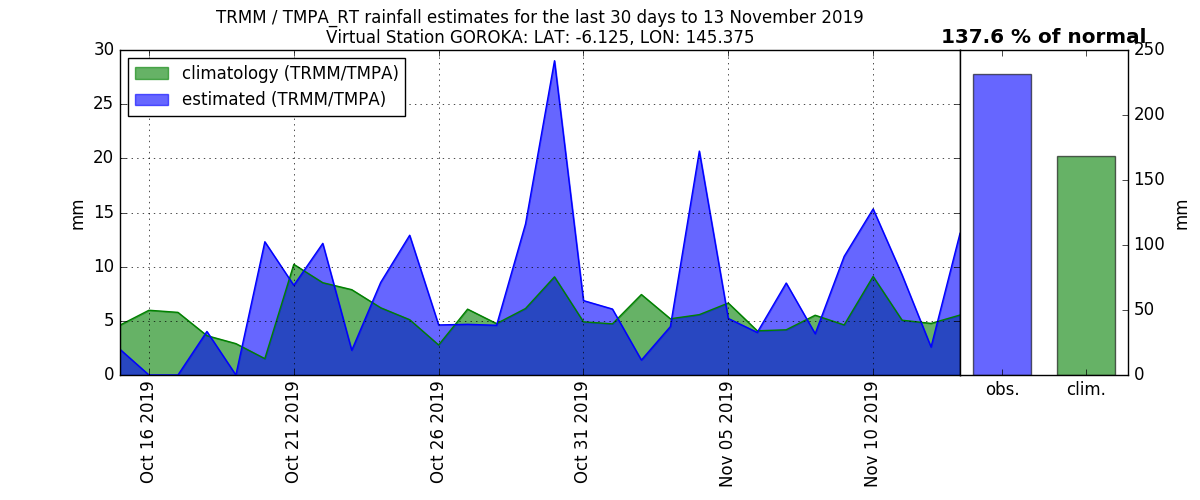 TRMM / TMPA_RT rainfall estimates for the last 30 days to 13 November 2019
Virtual Station GOROKA: LAT: -6.125, LON: 145.375
137.6 % of normal
climatology (TRMM/TMPA)
estimated (TRMM/TMPA)
30
25
20
15
10
5
0
mm
Oct 16 2019
Oct 21 2019
Oct 26 2019
Oct 31 2019
Nov 05 2019
Nov 10 2019
250
200
150
100
50
0
mm
obs.
clim.